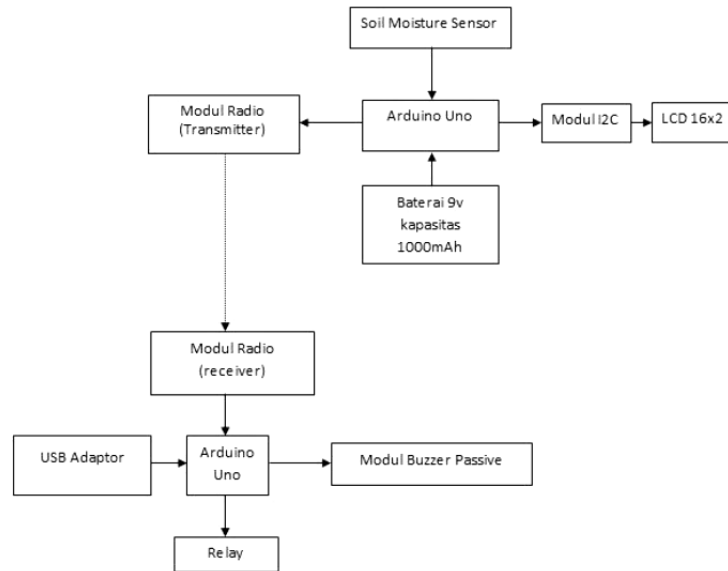 Soil Moisture Sensor
Modul Radio
(Transmitter)
Arduino Uno
Modul I2C
LCD 16x2
Baterai 9v
kapasitas
1000mAh
Modul Radio
(receiver)
USB Adaptor
Arduino
Uno
Modul Buzzer Passive
Relay